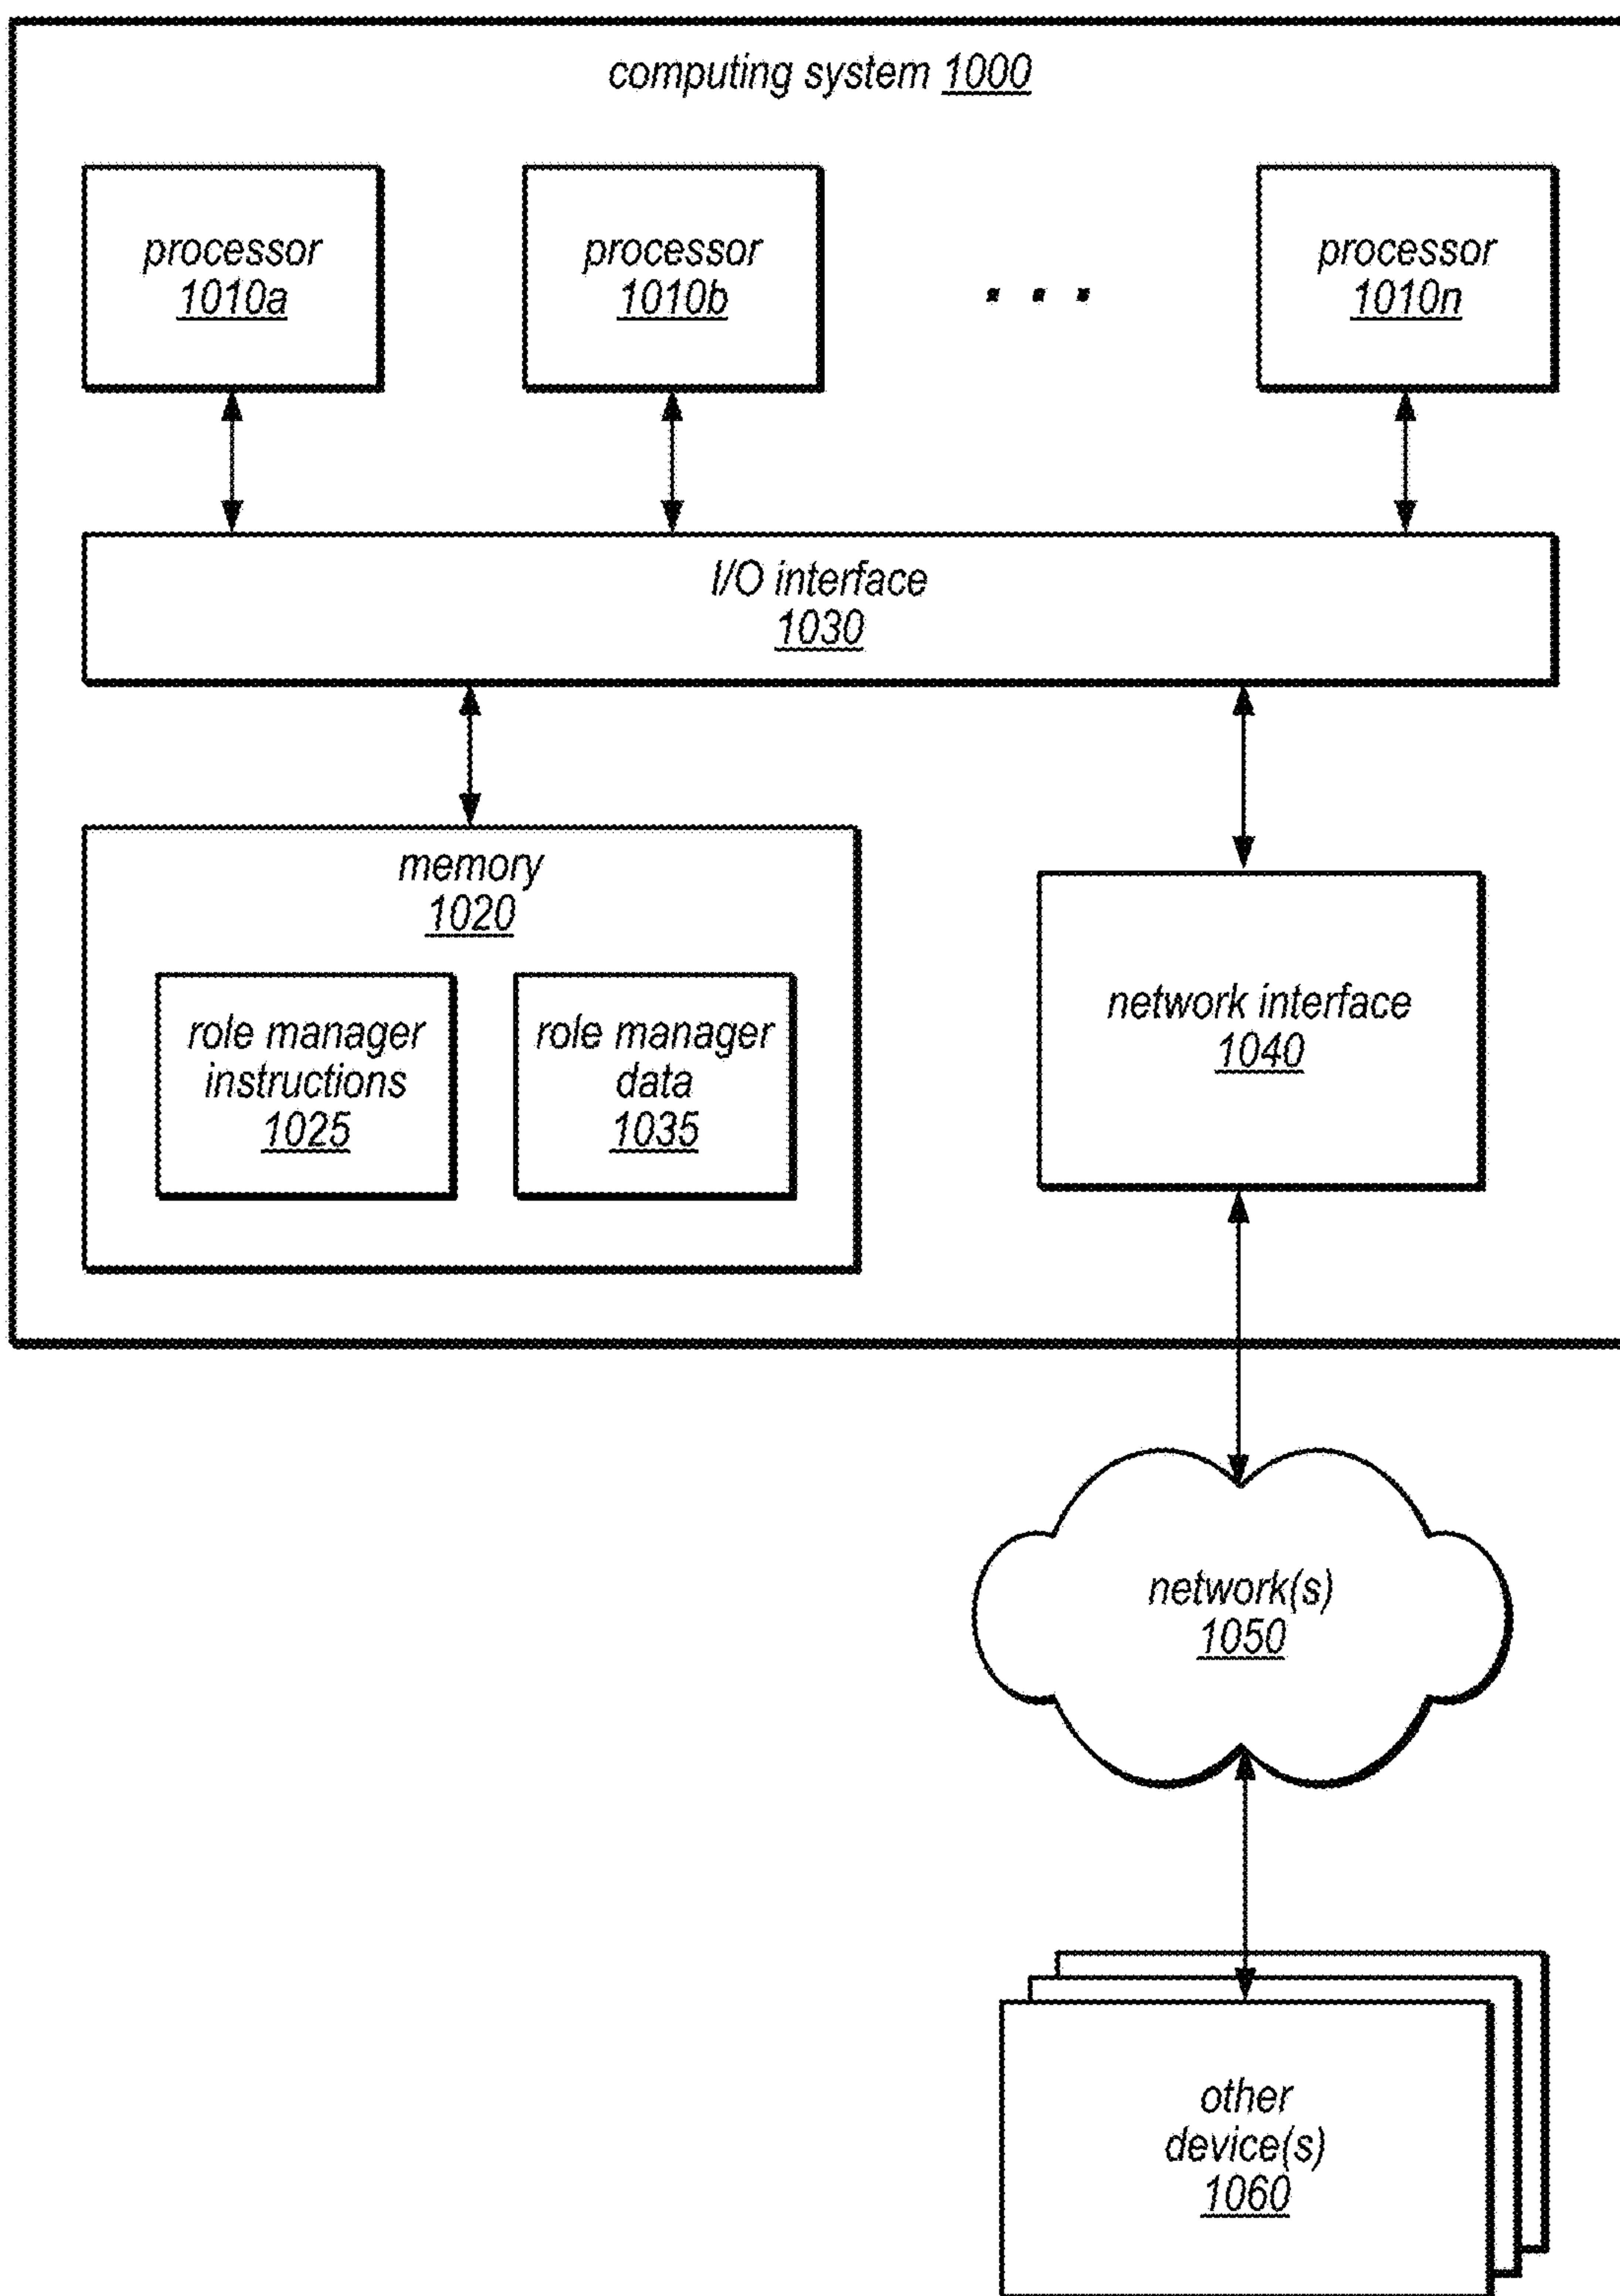 computing system 1000
processor
1010a
processor
1010b
. . .
processor
1010n
I/O interface
1030
memory
1020
role manager
instructions
1025
role manager
data
1035
network interface
1040
network(s)
1050
other
device(s)
1060